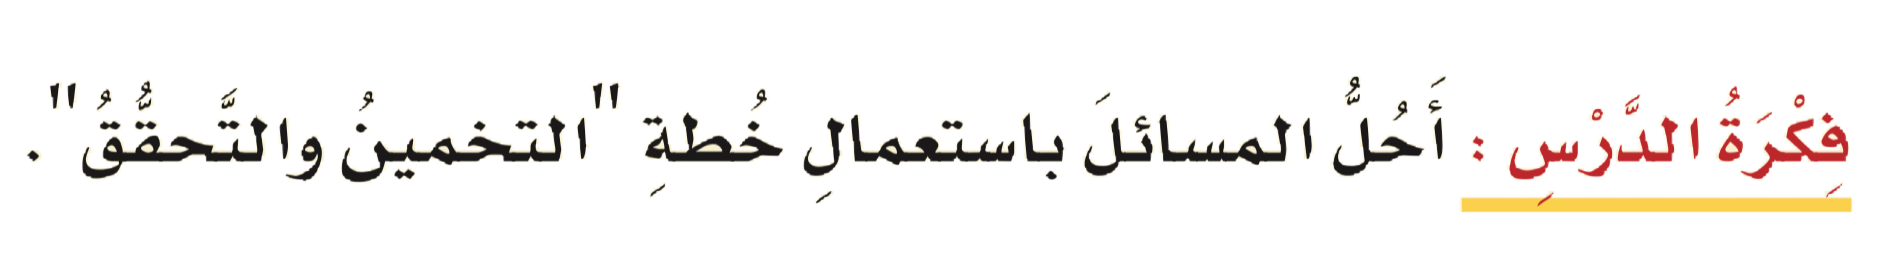 فِكْرَةُ الدَّرْسِ : أَحُلُّ المسائلَ باستعمالِ خُطةِ "التخمينُ والتَّحقُّقُ".